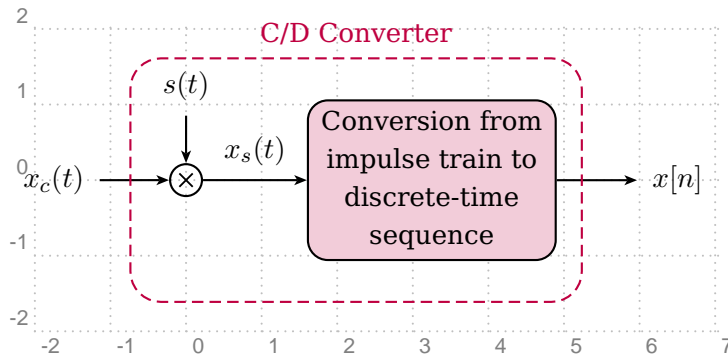 2
C/D Converter
s(t)
1
Conversion from
impulse train to
discrete-time
sequence
x_s(t)
×
0
x_c(t)
x[n]
-1
-2
-2 -1 0 1 2 3 4 5 6 7